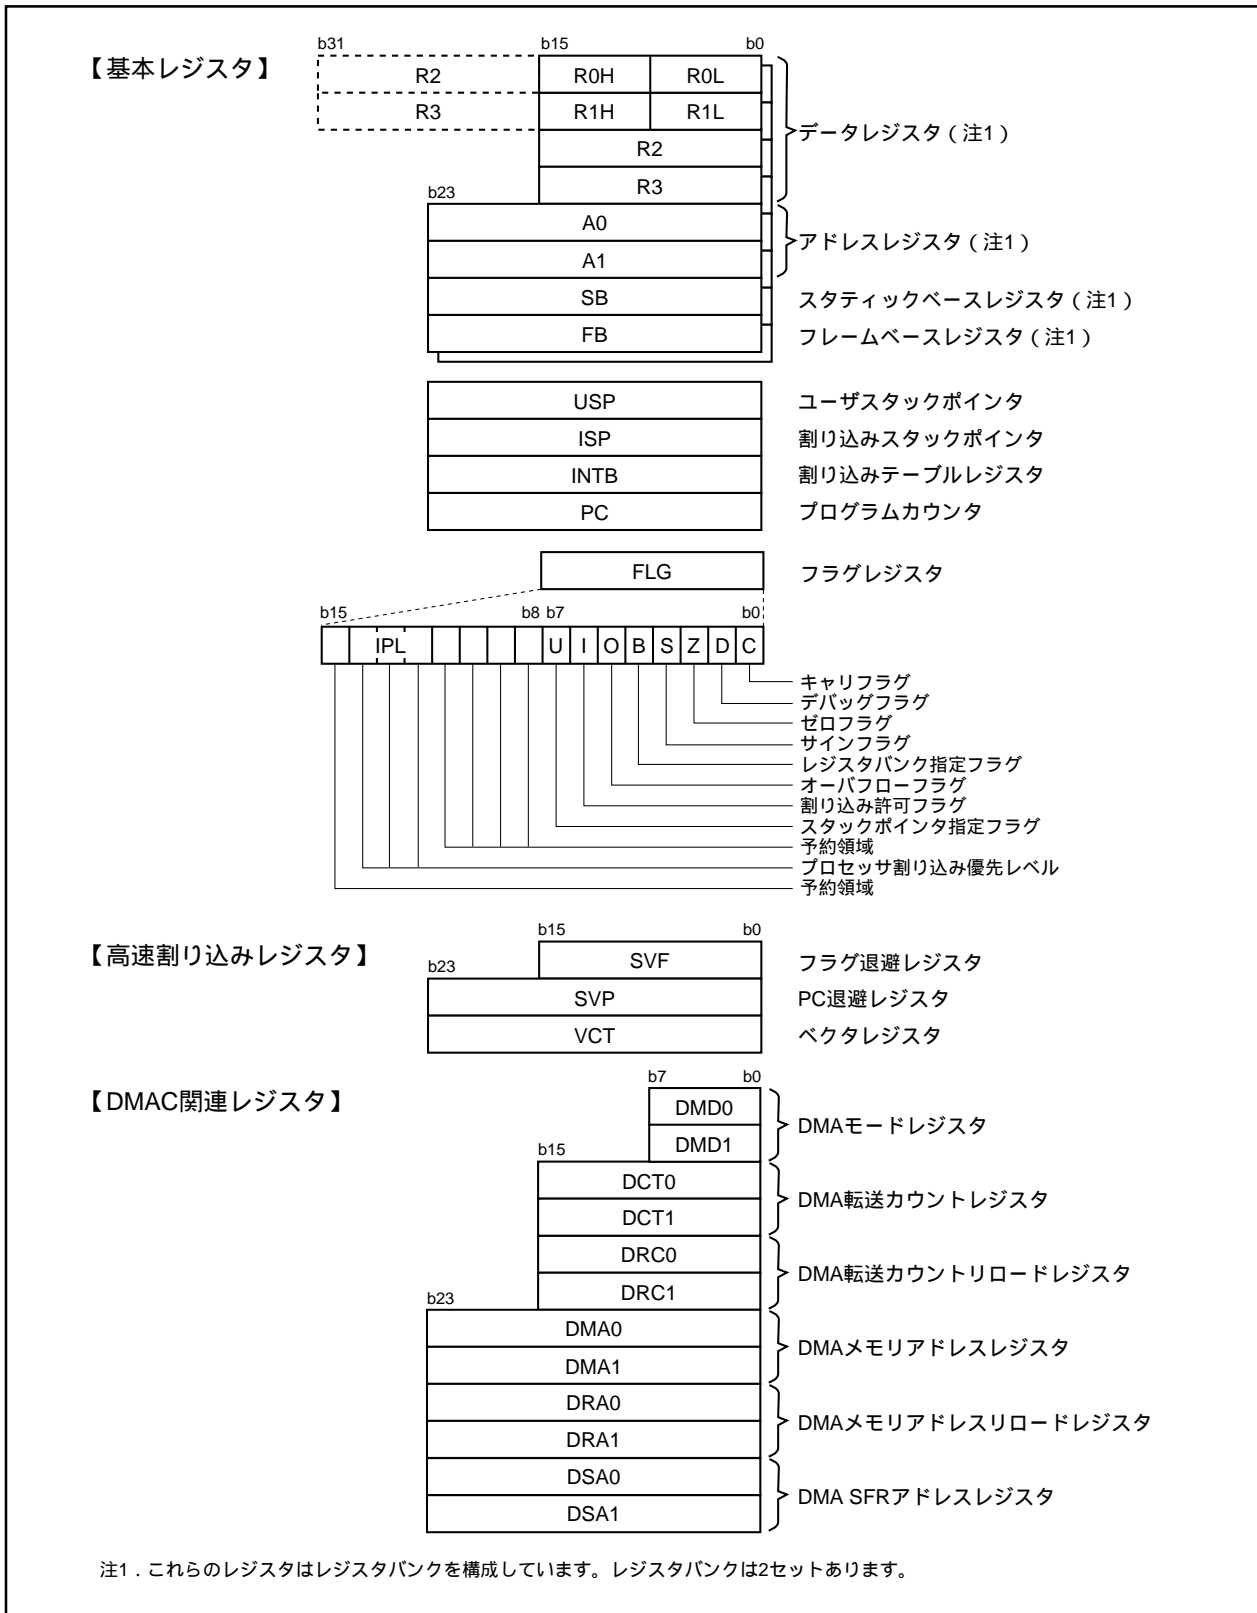 【基本レジスタ】
b31 b15 b0
R2 R0H R0L
R3 R1H R1L
R2
データレジスタ（注1）
R3
b23
A0
A1
アドレスレジスタ（注1）
SB スタティックベースレジスタ（注1）
FB フレームベースレジスタ（注1）
USP ユーザスタックポインタ
ISP 割り込みスタックポインタ
INTB 割り込みテーブルレジスタ
PC プログラムカウンタ
FLG フラグレジスタ
b15 b8 b7 b0
IPL U I O B S Z D C
キャリフラグ
デバッグフラグ
ゼロフラグ
サインフラグ
レジスタバンク指定フラグ
オーバフローフラグ
割り込み許可フラグ
スタックポインタ指定フラグ
予約領域
プロセッサ割り込み優先レベル
予約領域
【高速割り込みレジスタ】
b15 b0
SVF フラグ退避レジスタ
b23
SVP PC退避レジスタ
VCT ベクタレジスタ
【DMAC関連レジスタ】
b7 b0
DMD0
DMD1
DMAモードレジスタ
b15
DCT0
DCT1
DMA転送カウントレジスタ
DRC0
DRC1
DMA転送カウントリロードレジスタ
b23
DMA0
DMA1
DMAメモリアドレスレジスタ
DRA0
DRA1
DMAメモリアドレスリロードレジスタ
DSA0
DSA1
DMA SFRアドレスレジスタ
注1．これらのレジスタはレジスタバンクを構成しています。レジスタバンクは2セットあります。